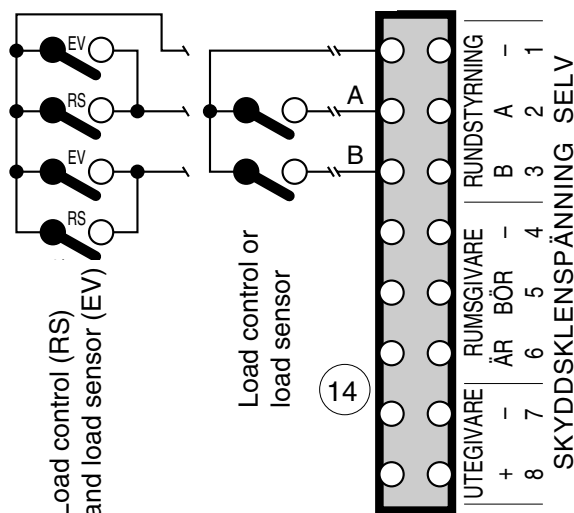 EV
RS
EV
RS
Load control (RS)
and load sensor (EV)
A
B
Load control or
load sensor
14
RUNDSTYRNING
B A –
3 2 1
RUMSGIVARE
ÄR BÖR –
6 5 4
UTEGIVARE
+ –
8 7
SKYDDSKLENSPÄNNING SELV